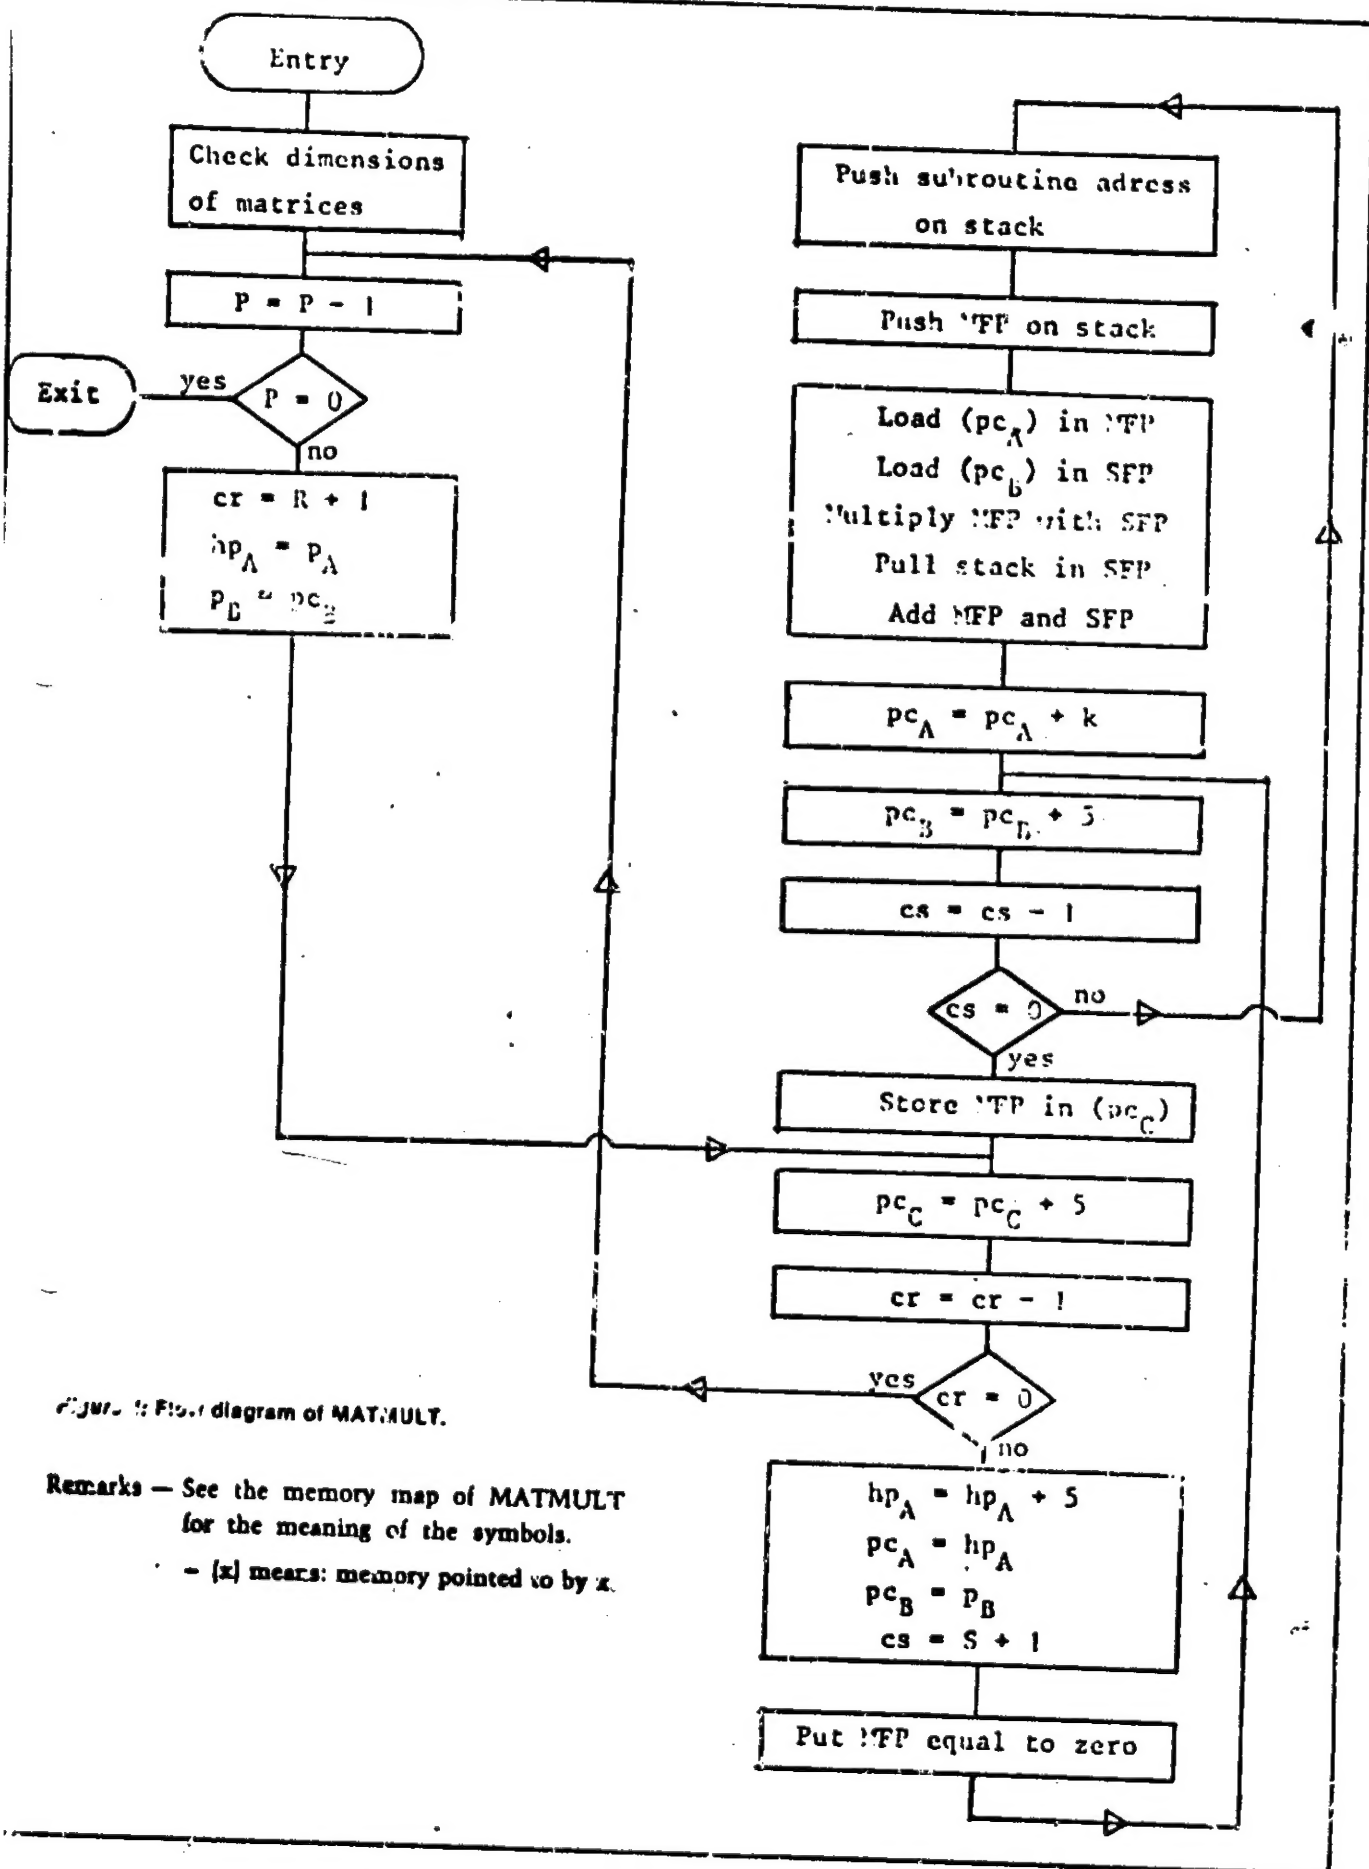 Entry
Check dimensions
of matrices
P = P - 1
P = 0
yes
Exit
no
cr = R + 1
hp_A = p_A
p_B = pc_B
Push subroutine adress
on stack
Push MFP on stack
Load (pc_A) in MFP
Load (pc_B) in SFP
Multiply MFP with SFP
Pull stack in SFP
Add MFP and SFP
pc_A = pc_A + k
pc_B = pc_B + 5
cs = cs - 1
cs = 0
no
yes
Store MFP in (pc_C)
pc_C = pc_C + 5
cr = cr - 1
yes
cr = 0
no
hp_A = hp_A + 5
pc_A = hp_A
pc_B = p_B
cs = S + 1
Put MFP equal to zero
Figure : Flow diagram of MATMULT.
Remarks — See the memory map of MATMULT
for the meaning of the symbols.
– (x) means: memory pointed to by x.